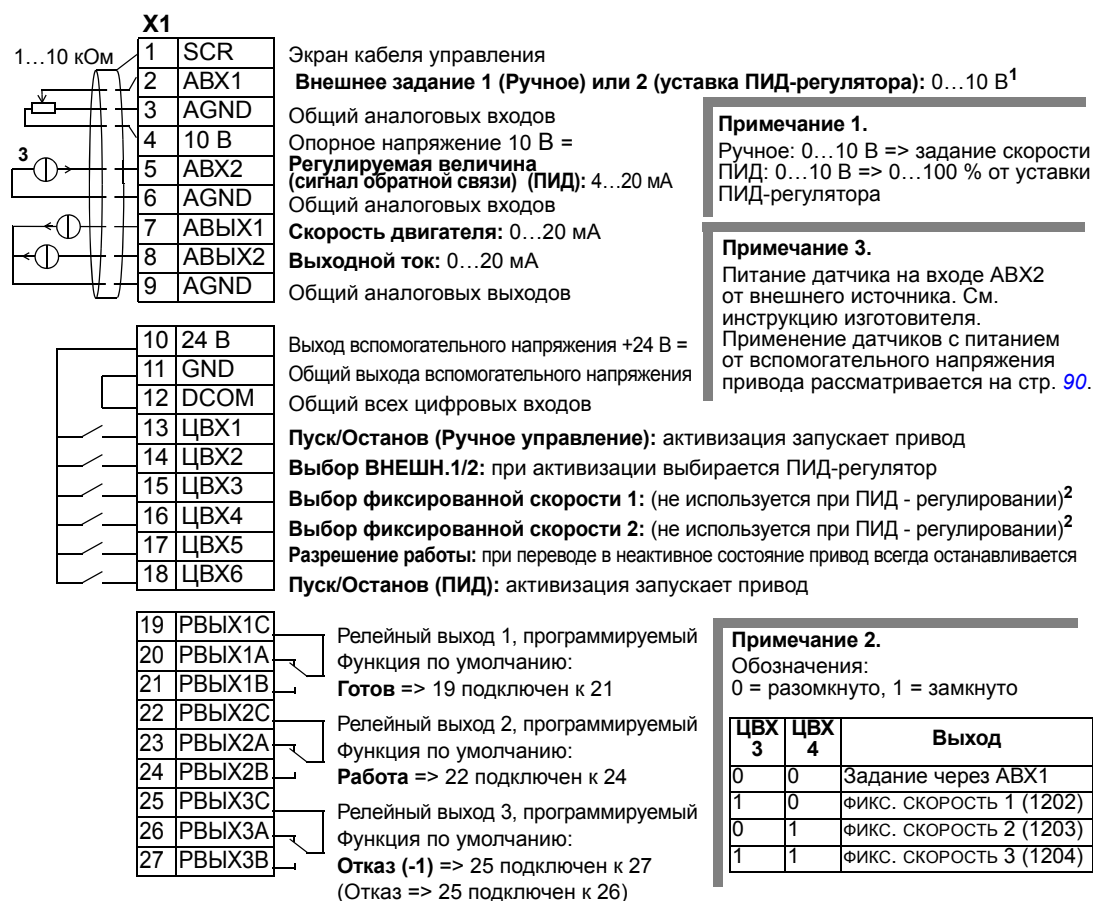 X1
1…10 кОм
1 SCR Экран кабеля управления
2 АВХ1 Внешнее задание 1 (Ручное) или 2 (уставка ПИД-регулятора): 0…10 В1
3 AGND Общий аналоговых входов
4 10 В Опорное напряжение 10 В =
3
5 АВХ2 Регулируемая величина
(сигнал обратной связи) (ПИД): 4…20 мА
6 AGND Общий аналоговых входов
7 АВЫХ1 Скорость двигателя: 0…20 мА
8 АВЫХ2 Выходной ток: 0…20 мА
9 AGND Общий аналоговых выходов
Примечание 1.
Ручное: 0…10 В => задание скорости
ПИД: 0…10 В => 0…100 % от уставки
ПИД-регулятора
Примечание 3.
Питание датчика на входе АВХ2
от внешнего источника. См.
инструкцию изготовителя.
Применение датчиков с питанием
от вспомогательного напряжения
привода рассматривается на стр. 90.
10 24 В Выход вспомогательного напряжения +24 В =
11 GND Общий выхода вспомогательного напряжения
12 DCOM Общий всех цифровых входов
13 ЦВХ1 Пуск/Останов (Ручное управление): активизация запускает привод
14 ЦВХ2 Выбор ВНЕШН.1/2: при активизации выбирается ПИД-регулятор
15 ЦВХ3 Выбор фиксированной скорости 1: (не используется при ПИД - регулировании)2
16 ЦВХ4 Выбор фиксированной скорости 2: (не используется при ПИД - регулировании)2
17 ЦВХ5 Разрешение работы: при переводе в неактивное состояние привод всегда останавливается
18 ЦВХ6 Пуск/Останов (ПИД): активизация запускает привод
19 РВЫХ1C Релейный выход 1, программируемый
20 РВЫХ1A Функция по умолчанию:
21 РВЫХ1B Готов => 19 подключен к 21
22 РВЫХ2C Релейный выход 2, программируемый
23 РВЫХ2A Функция по умолчанию:
24 РВЫХ2B Работа => 22 подключен к 24
25 РВЫХ3C Релейный выход 3, программируемый
26 РВЫХ3A Функция по умолчанию:
27 РВЫХ3B Отказ (-1) => 25 подключен к 27
(Отказ => 25 подключен к 26)
Примечание 2.
Обозначения:
0 = разомкнуто, 1 = замкнуто
ЦВХ 3 ЦВХ 4 Выход
0 0 Задание через АВХ1
1 0 ФИКС. СКОРОСТЬ 1 (1202)
0 1 ФИКС. СКОРОСТЬ 2 (1203)
1 1 ФИКС. СКОРОСТЬ 3 (1204)